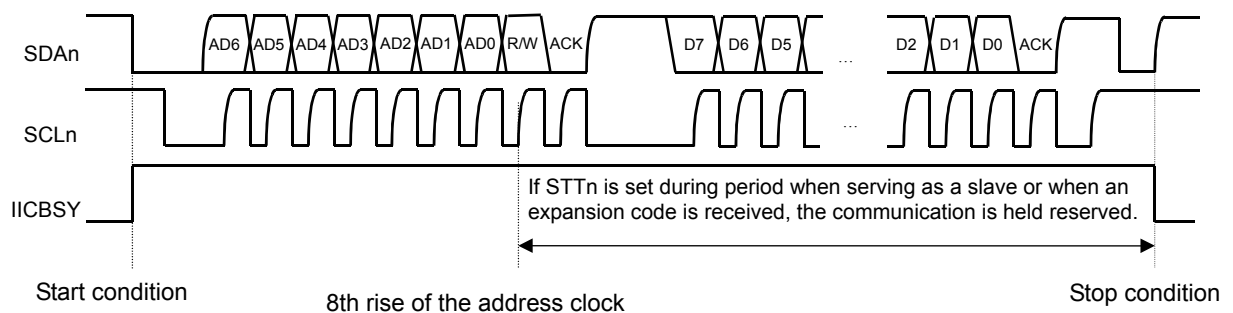 SDAn
AD6 AD5 AD4 AD3 AD2 AD1 AD0 R/W ACK D7 D6 D5 ... D2 D1 D0 ACK
SCLn
...
IICBSY
If STTn is set during period when serving as a slave or when an
expansion code is received, the communication is held reserved.
Start condition
8th rise of the address clock
Stop condition